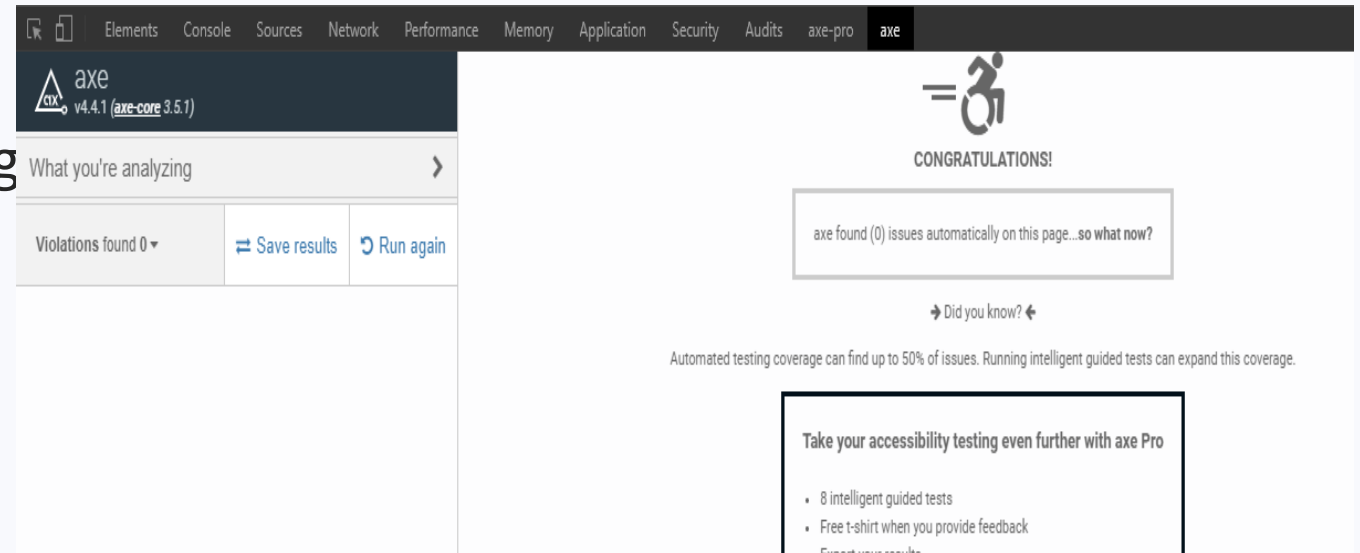 Elements Console Sources Network Performance Memory Application Security Audits axe-pro axe
axe
v4.4.1 (axe-core 3.5.1)
What you're analyzing
Violations found 0
Save results
Run again
CONGRATULATIONS!
axe found (0) issues automatically on this page...so what now?
Did you know?
Automated testing coverage can find up to 50% of issues. Running intelligent guided tests can expand this coverage.
Take your accessibility testing even further with axe Pro
• 8 intelligent guided tests
• Free t-shirt when you provide feedback